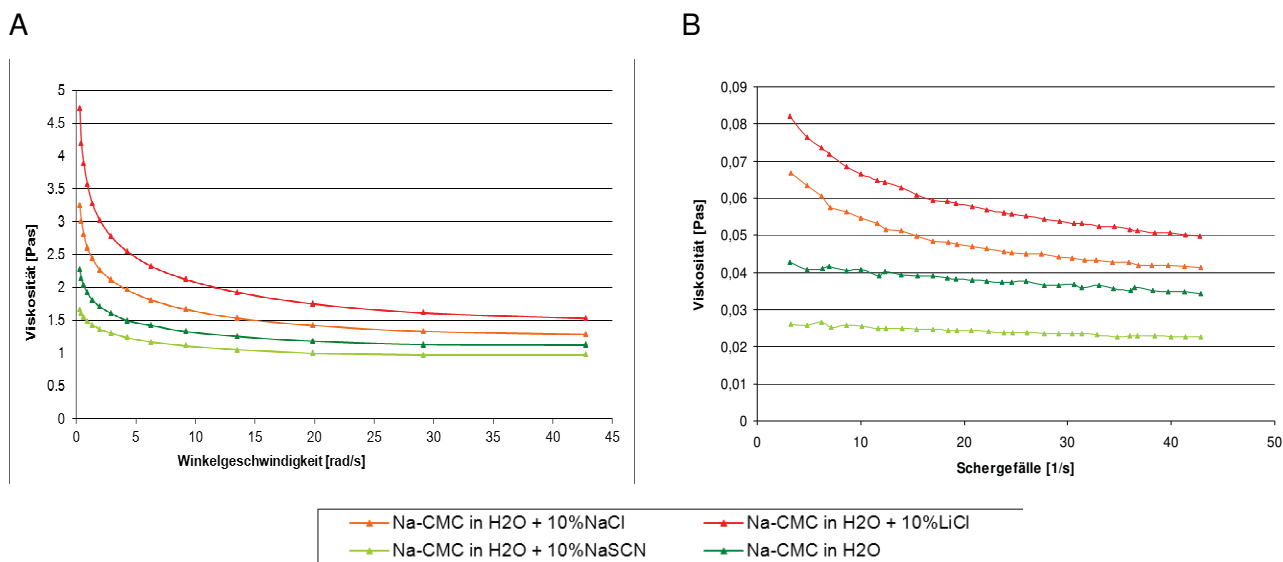 A
B
Viskosität [Pas]
5
4.5
4
3.5
3
2.5
2
1.5
1
0.5
0
0 5 10 15 20 25 30 35 40 45
Winkelgeschwindigkeit [rad/s]
Viskosität [Pas]
0,09
0,08
0,07
0,06
0,05
0,04
0,03
0,02
0,01
0
0 10 20 30 40 50
Schergefälle [1/s]
Na-CMC in H2O + 10%NaCl
Na-CMC in H2O + 10%LiCl
Na-CMC in H2O + 10%NaSCN
Na-CMC in H2O